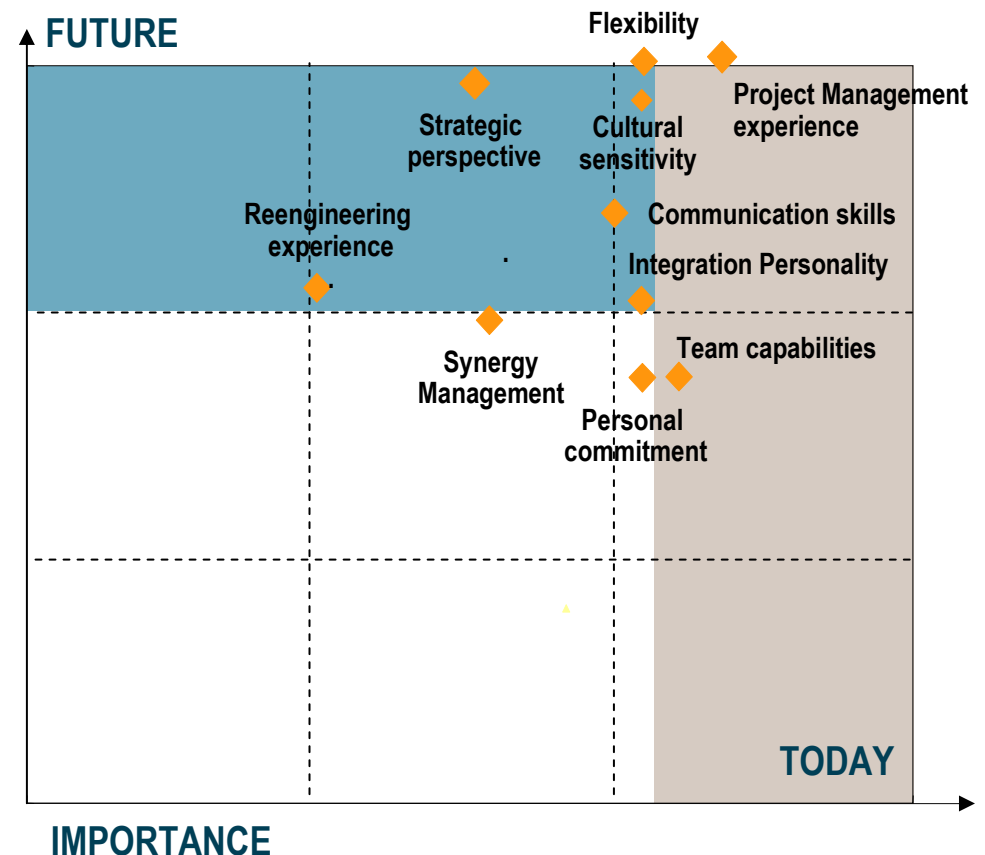 FUTURE
Flexibility
Project Management
experience
Strategic
perspective
Cultural
sensitivity
Reengineering
experience
Communication skills
Integration Personality
Synergy
Management
Team capabilities
Personal
commitment
TODAY
IMPORTANCE